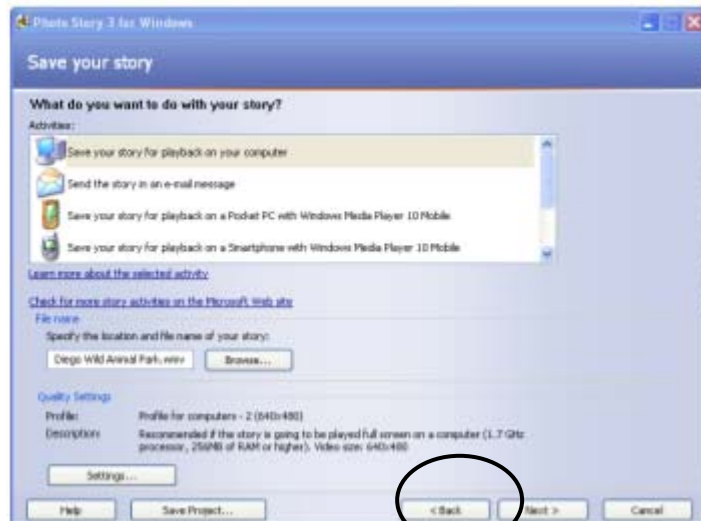 Photo Story 3 for Windows
Save your story
What do you want to do with your story?
Activities:
Save your story for playback on your computer
Send the story in an e-mail message
Save your story for playback on a Pocket PC with Windows Media Player 10 Mobile
Save your story for playback on a Smartphone with Windows Media Player 10 Mobile
Learn more about the selected activity
Check for more story activities on the Microsoft Web site
File name
Specify the location and file name of your story:
Diego Wild Animal Park.wmv Browse...
Quality Settings
Profile: Profile for computers - 2 (640x480)
Description: Recommended if the story is going to be played full screen on a computer (1.7 GHz
processor, 256MB of RAM or higher). Video size: 640x480
Settings...
Help Save Project... < Back Next > Cancel